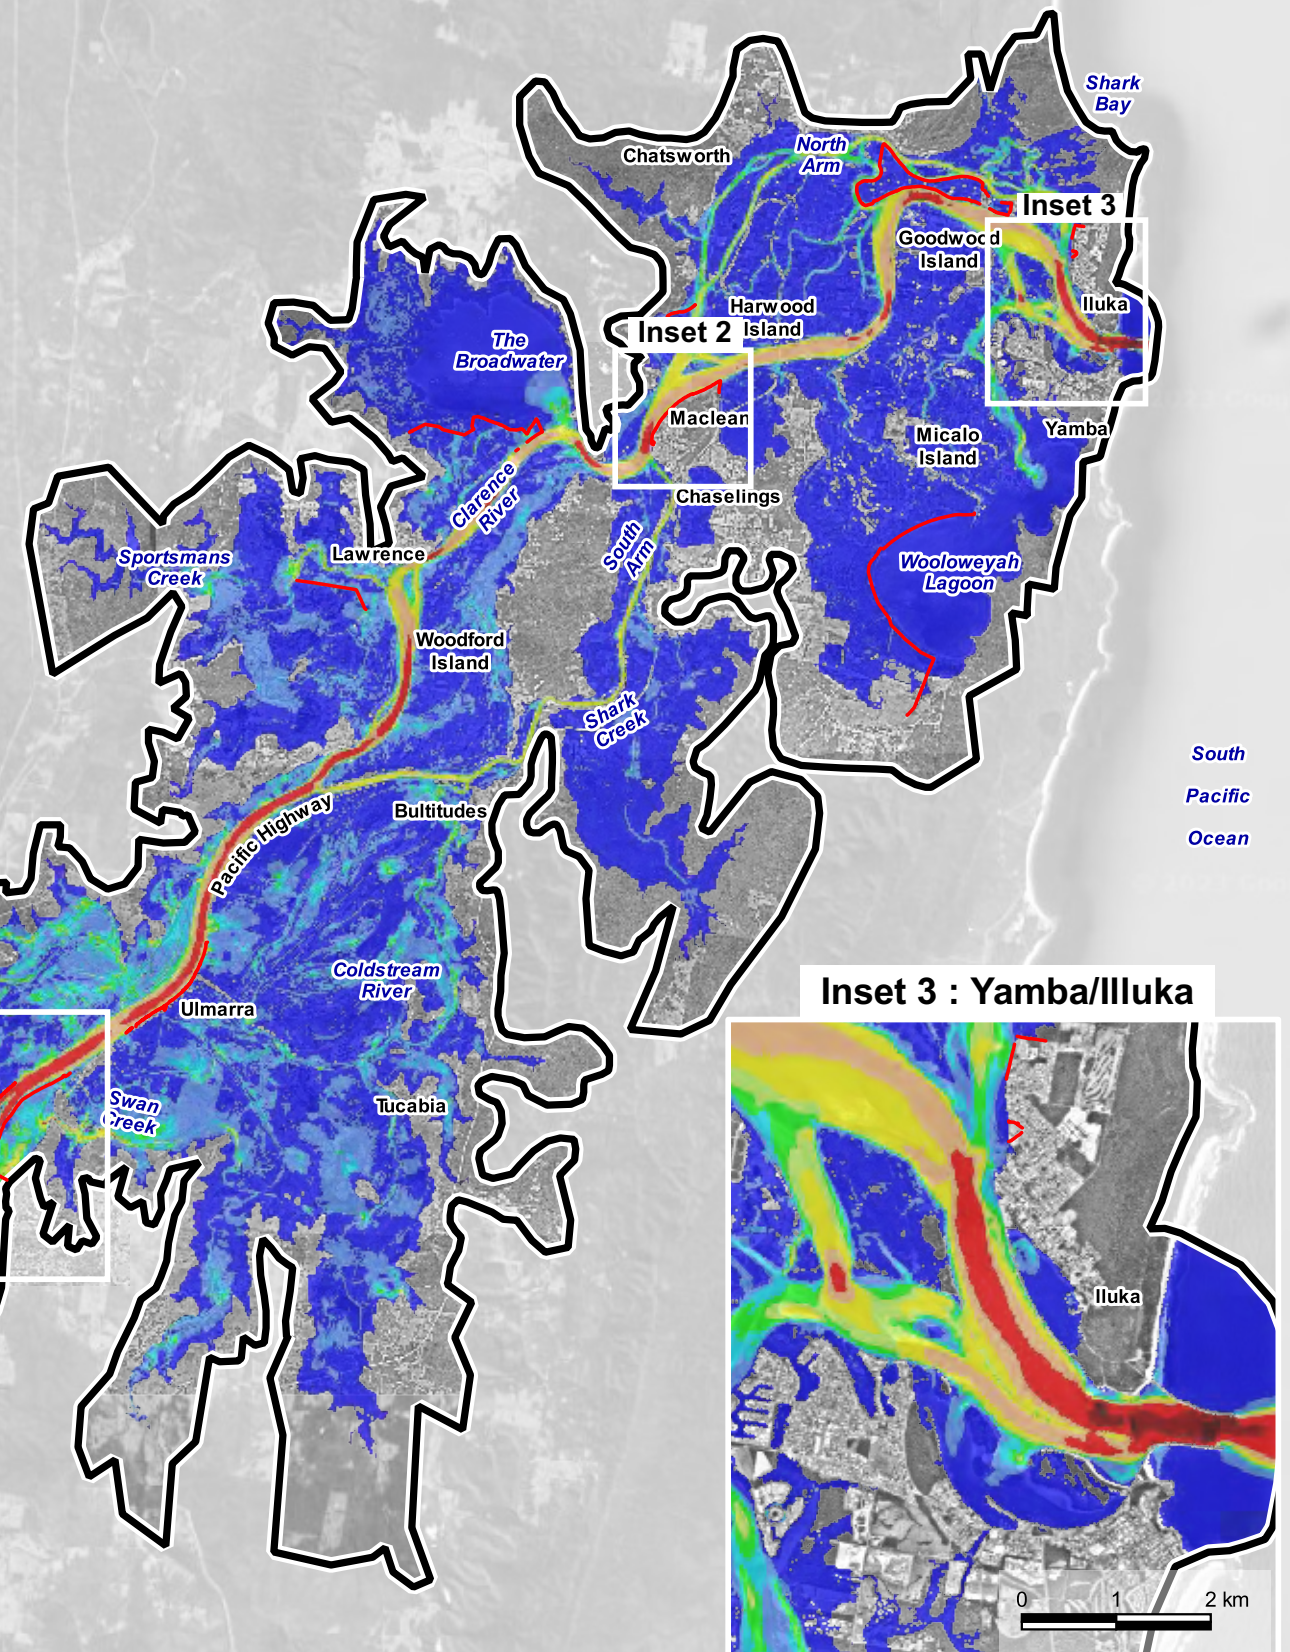 Shark
Bay
Chatsworth
North
Arm
Inset 3
Goodwood
Island
Iluka
Harwood
Island
Inset 2
The
Broadwater
Maclean
Micalo
Island
Yamba
Clarence
River
Chaselings
South
Arm
Lawrence
Sportsmans
Creek
Wooloweyah
Lagoon
Woodford
Island
Shark
Creek
South
Pacific
Ocean
Bultitudes
Pacific Highway
Coldstream
River
Ulmarra
Inset 3 : Yamba/Illuka
Swan
Creek
Tucabia
Iluka
0 1 2 km